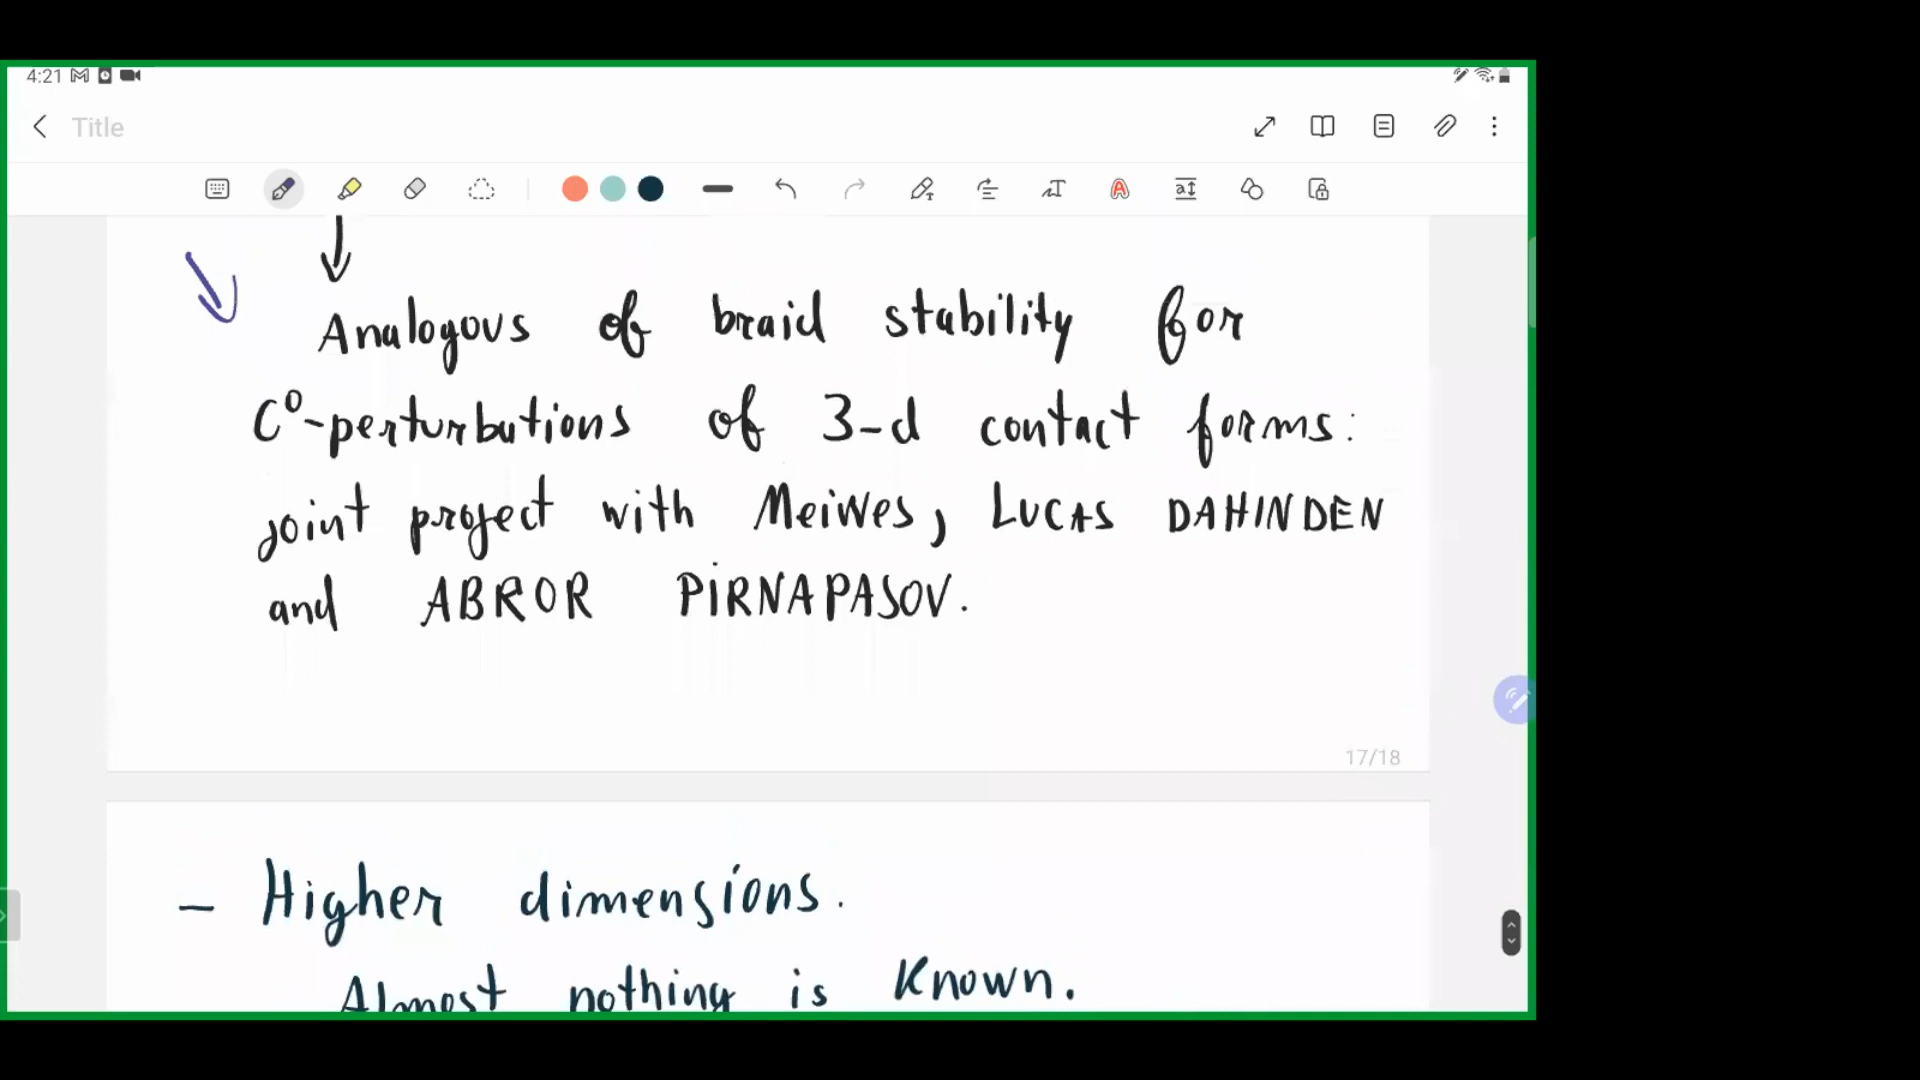 4:21
Title
Analogous of braid stability for
C⁰-perturbutions of 3-d contact forms:
joint project with Meiwes, LUCAS DAHINDEN
and ABROR PIRNAPASOV.
17/18
- Higher dimensions.
Almost nothing is known.